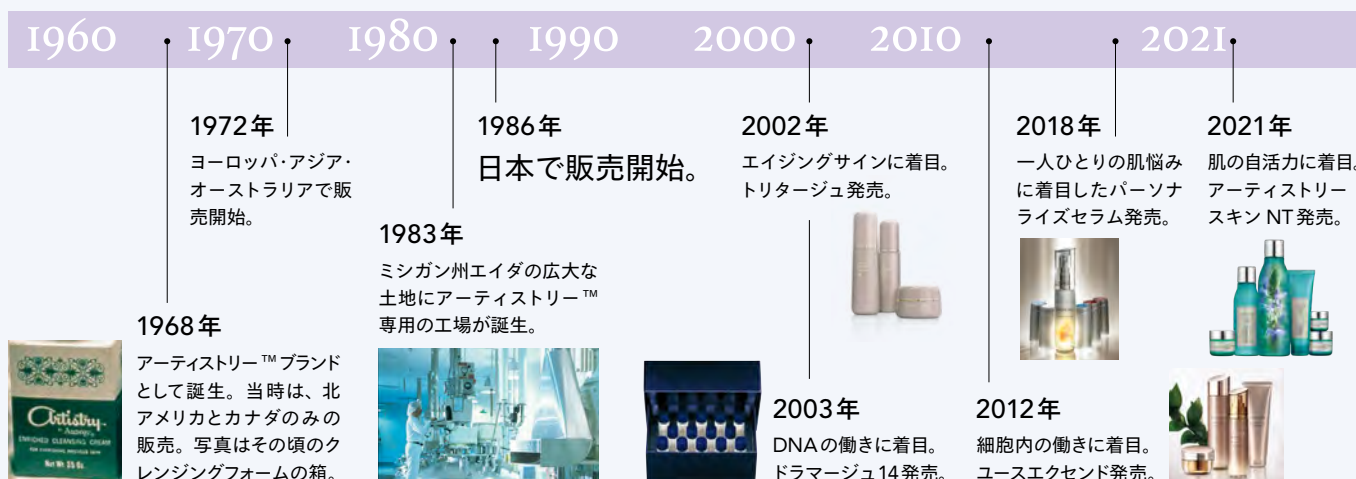 1960 1970 1980 1990 2000 2010 2021
1972年
ヨーロッパ・アジア・
オーストラリアで販
売開始。
1986年
日本で販売開始。
2002年
エイジングサインに着目。
トリタージュ発売。
2018年
一人ひとりの肌悩み
に着目したパーソナ
ライズセラム発売。
2021年
肌の自活力に着目。
アーティストリー
スキン NT発売。
1983年
ミシガン州エイダの広大な
土地にアーティストリー™
専用の工場が誕生。
1968年
アーティストリー™ブランド
として誕生。当時は、北
アメリカとカナダのみの
販売。写真はその頃のク
レンジングフォームの箱。
Artistry
ENRICHED CLEANSING CREAM
2003年
DNAの働きに着目。
ドラマージュ14発売。
2012年
細胞内の働きに着目。
ユースエクセンド発売。